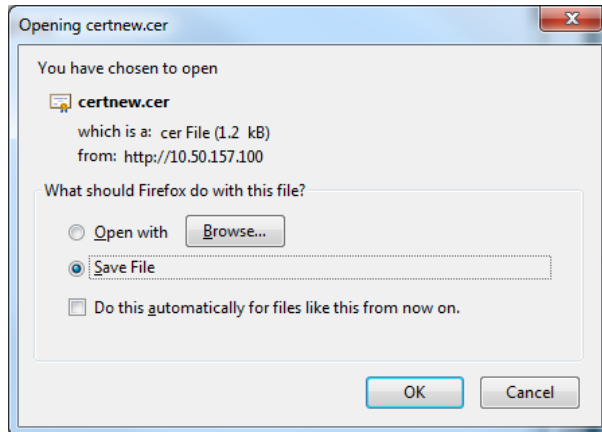 Opening certnew.cer
You have chosen to open
certnew.cer
which is a: cer File (1.2 kB)
from: http://10.50.157.100
What should Firefox do with this file?
Open with
Browse...
Save File
Do this automatically for files like this from now on.
OK
Cancel